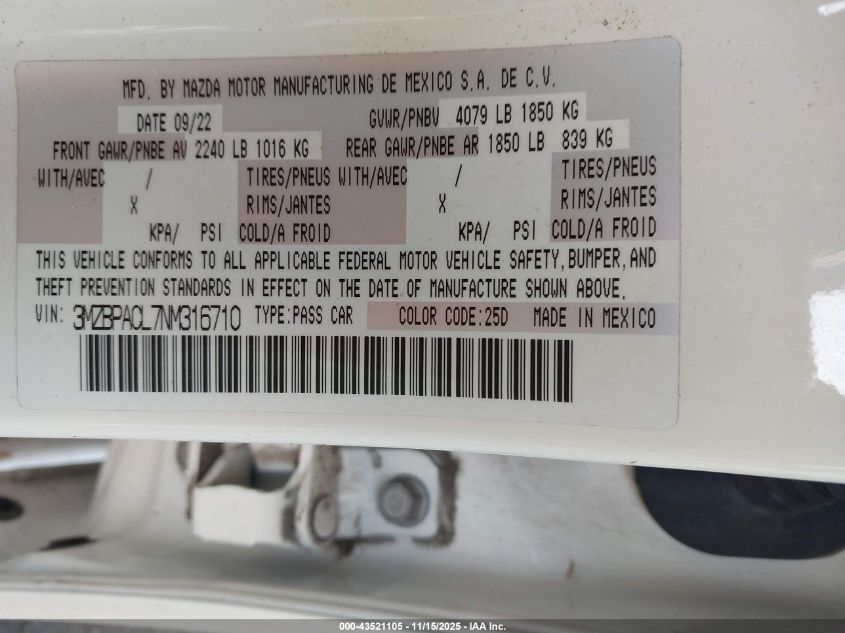 MFD. BY MAZDA MOTOR MANUFACTURING DE MEXICO S.A. DE C.V.
DATE 09/22 GVWR/PNBV 4079 LB 1850 KG
FRONT GAWR/PNBE AV 2240 LB 1016 KG REAR GAWR/PNBE AR 1850 LB 839 KG
WITH/AVEC / TIRES/PNEUS WITH/AVEC / TIRES/PNEUS
X RIMS/JANTES X RIMS/JANTES
KPA/ PSI COLD/A FROID KPA/ PSI COLD/A FROID
THIS VEHICLE CONFORMS TO ALL APPLICABLE FEDERAL MOTOR VEHICLE SAFETY, BUMPER, AND
THEFT PREVENTION STANDARDS IN EFFECT ON THE DATE OF MANUFACTURE SHOWN ABOVE.
VIN: 3MZBPACL7NM316710 TYPE:PASS CAR COLOR CODE:25D MADE IN MEXICO
000-43521105 - 11/15/2025 - IAA Inc.